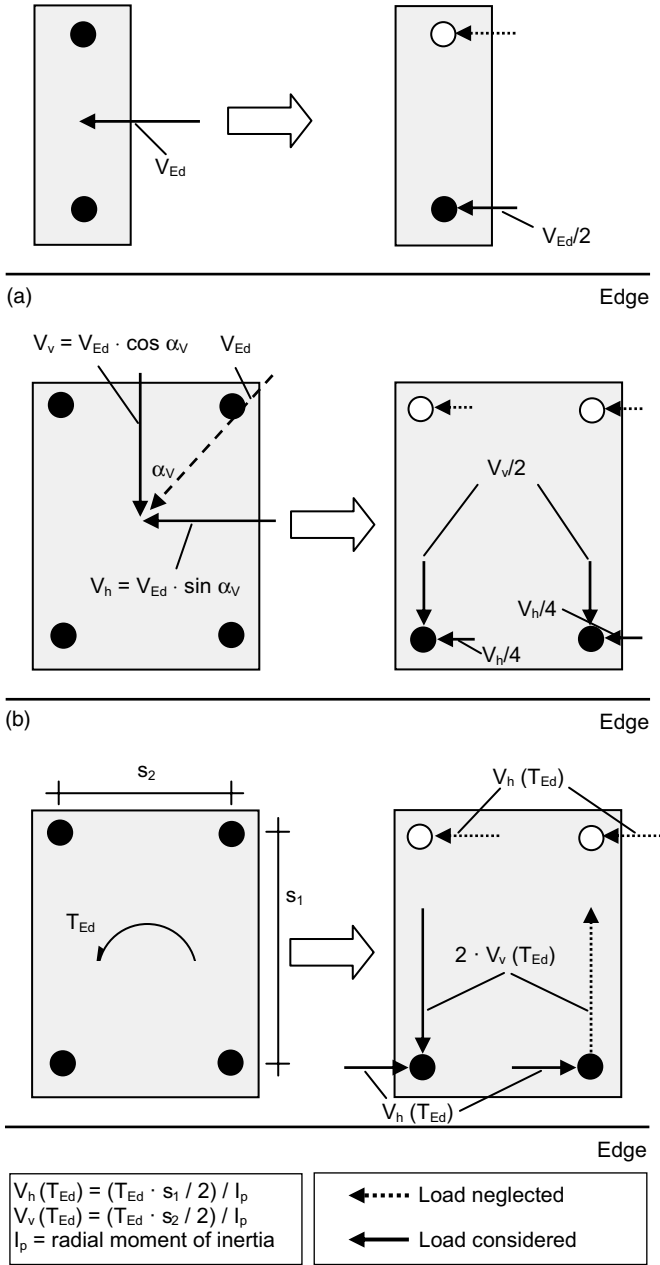 V_Ed
V_Ed/2
(a)
Edge
V_v = V_Ed · cos α_V
V_Ed
α_V
V_h = V_Ed · sin α_V
V_v/2
V_h/4
V_h/4
(b)
Edge
s_2
V_h (T_Ed)
T_Ed
s_1
2 · V_v (T_Ed)
V_h (T_Ed)
Edge
V_h (T_Ed) = (T_Ed · s_1 / 2) / I_p
V_v (T_Ed) = (T_Ed · s_2 / 2) / I_p
I_p = radial moment of inertia
Load neglected
Load considered